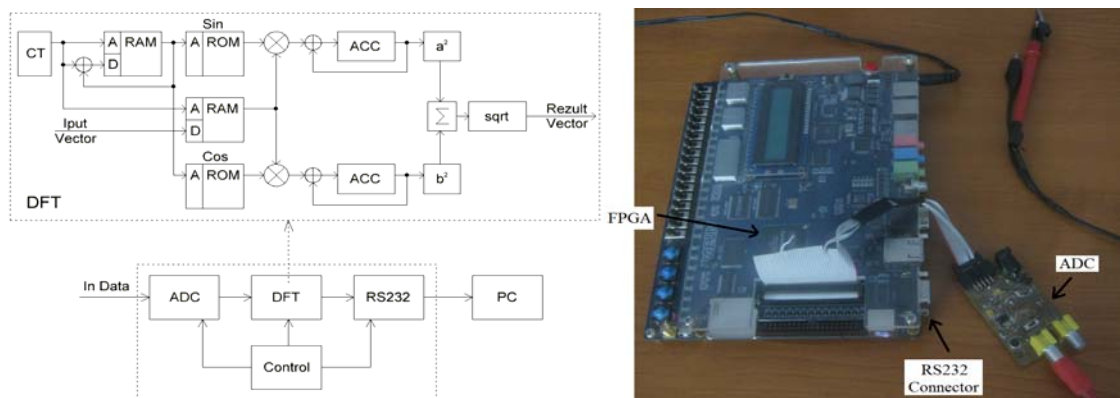 Sin
CT
A RAM
D
A ROM
ACC
a²
A RAM
D
Iput
Vector
Σ
sqrt
Rezult
Vector
Cos
A ROM
ACC
b²
DFT
In Data
ADC
DFT
RS232
PC
Control
FPGA
ADC
RS232
Connector